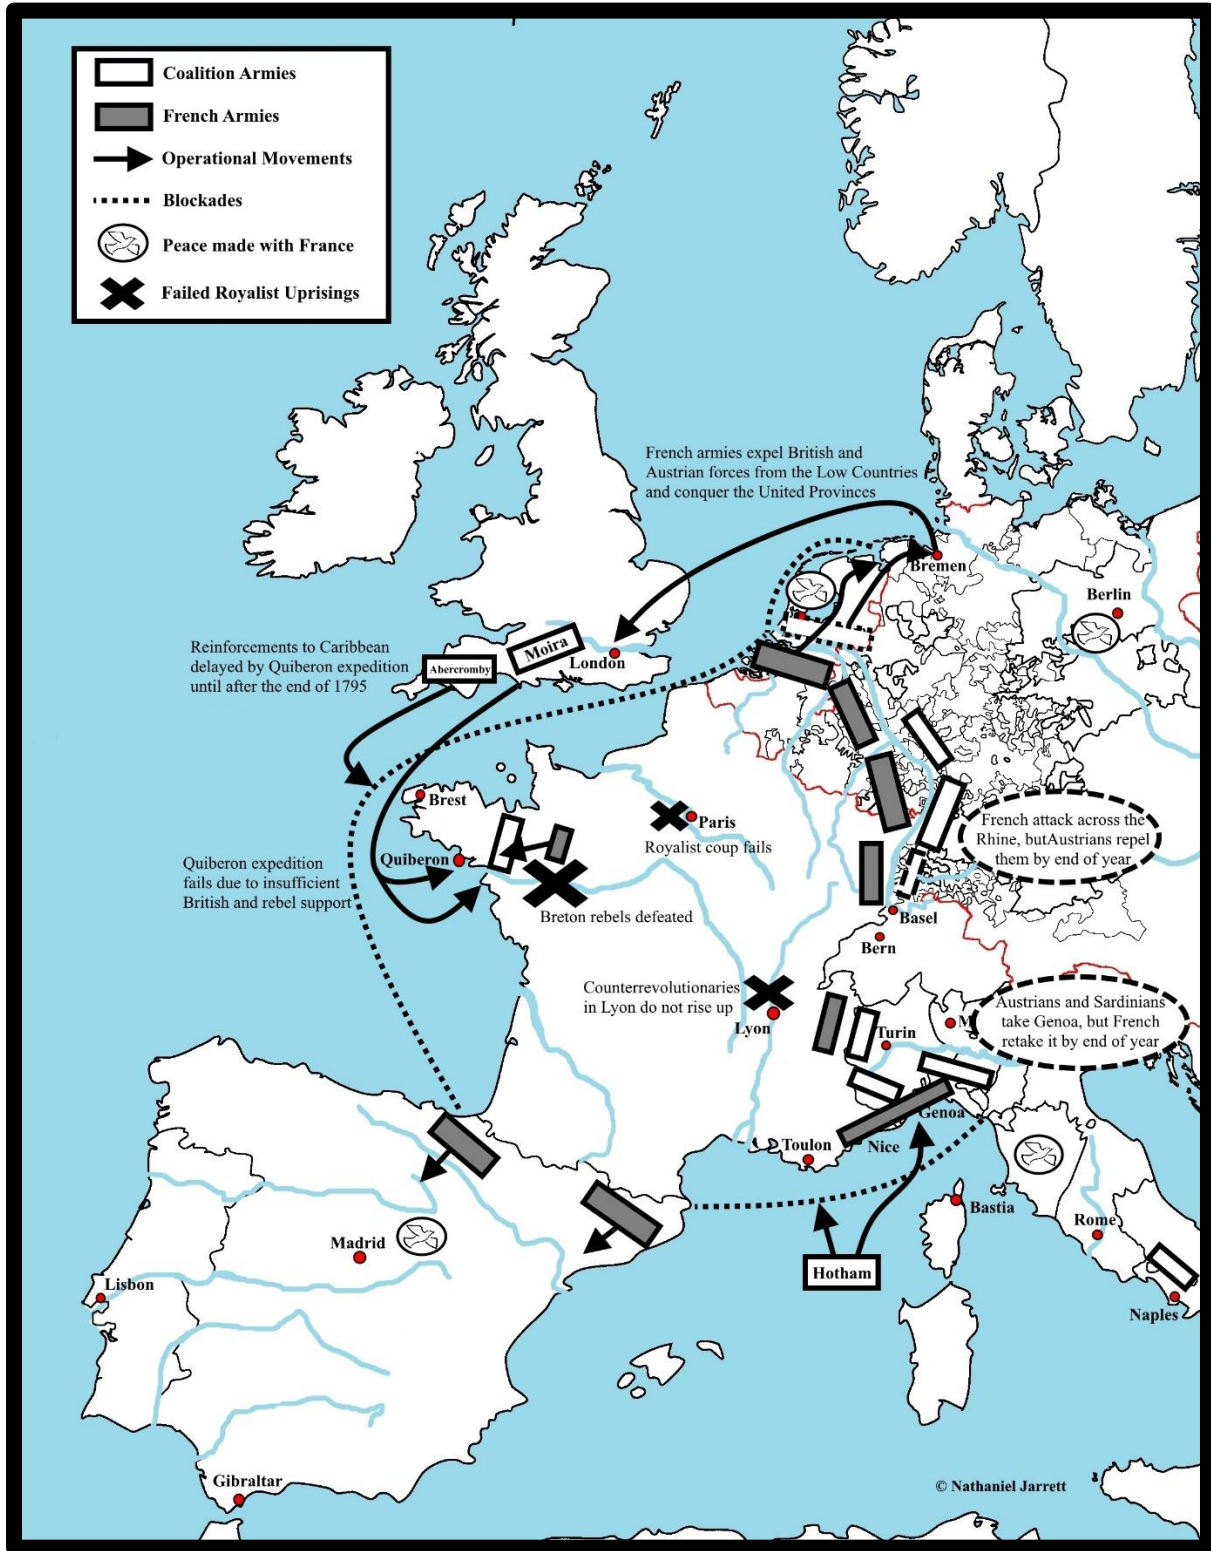 Coalition Armies
French Armies
Operational Movements
Blockades
Peace made with France
Failed Royalist Uprisings
French armies expel British and
Austrian forces from the Low Countries
and conquer the United Provinces
Bremen
Berlin
Reinforcements to Caribbean
delayed by Quiberon expedition
until after the end of 1795
Abercromby
Moira
London
Brest
Paris
Royalist coup fails
French attack across the
Rhine, butAustrians repel
them by end of year
Quiberon
Quiberon expedition
fails due to insufficient
British and rebel support
Breton rebels defeated
Basel
Bern
Counterrevolutionaries
in Lyon do not rise up
Lyon
Turin
M
Austrians and Sardinians
take Genoa, but French
retake it by end of year
Genoa
Toulon
Nice
Bastia
Rome
Madrid
Hotham
Lisbon
Naples
Gibraltar
© Nathaniel Jarrett